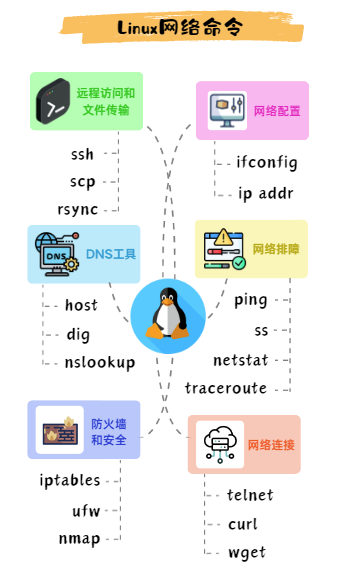 Linux网络命令
远程访问和
文件传输
ssh
scp
rsync
网络配置
ifconfig
ip addr
DNS
DNS工具
host
dig
nslookup
网络排障
ping
ss
netstat
traceroute
防火墙
和安全
iptables
ufw
nmap
网络连接
telnet
curl
wget